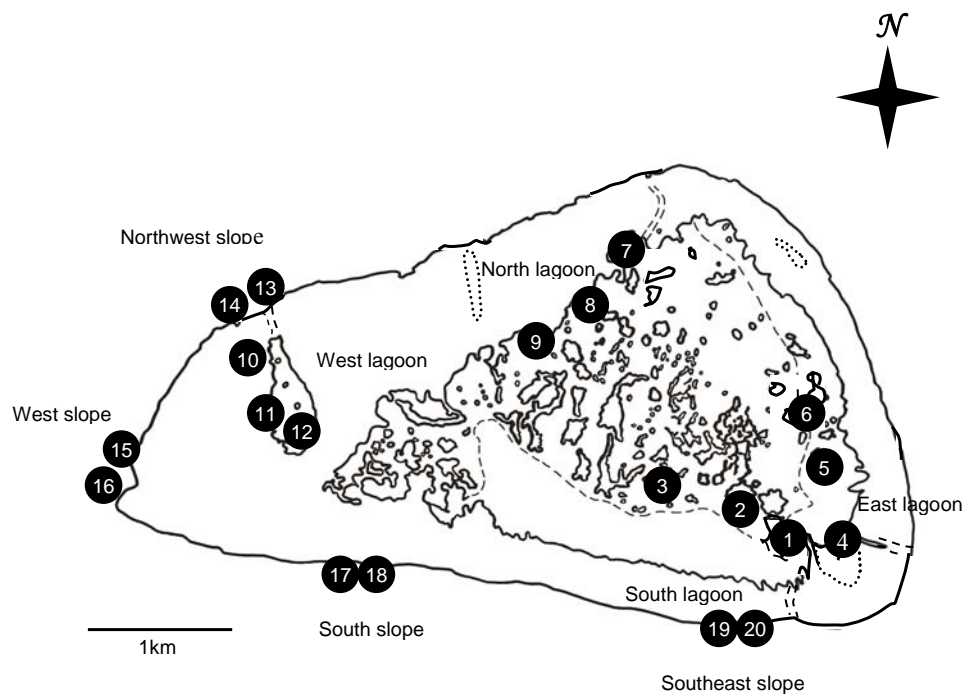 N
Northwest slope
7
North lagoon
13
14
8
9
10
West lagoon
West slope
11
12
6
15
16
5
3
2
East lagoon
1
4
17
18
South lagoon
South slope
19
20
1km
Southeast slope